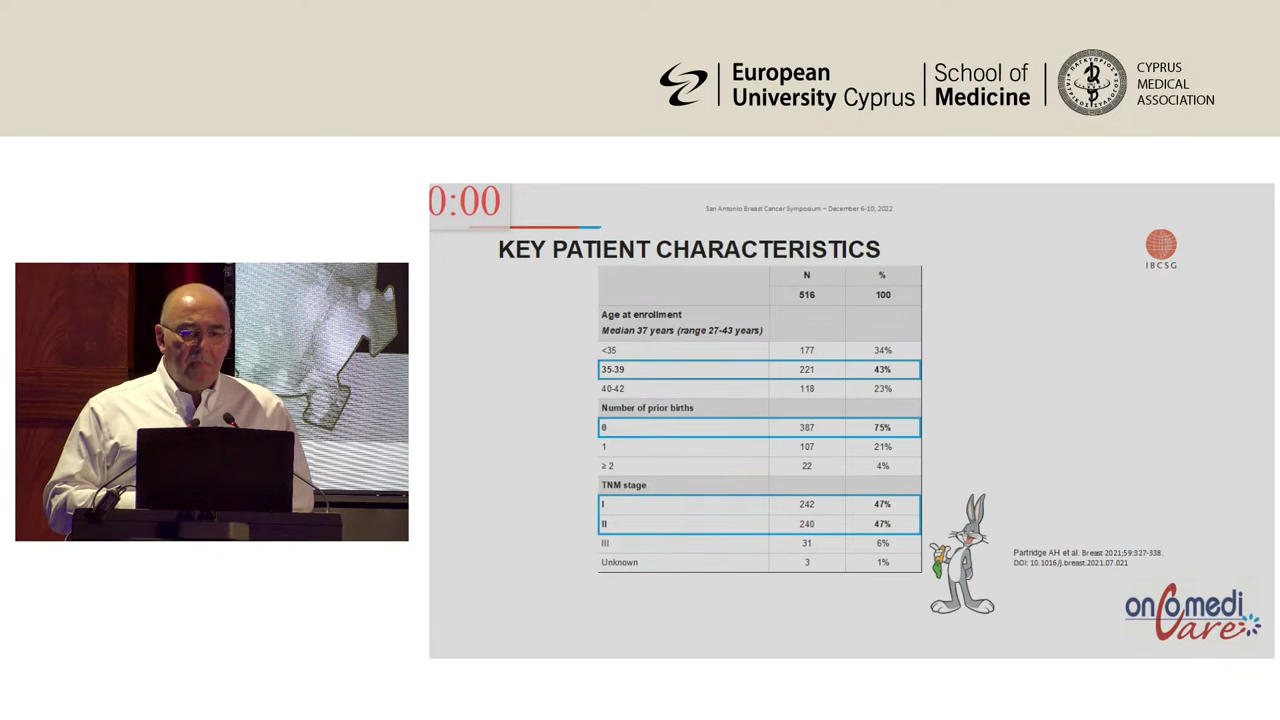 European
University Cyprus
School of
Medicine
CYPRUS
MEDICAL
ASSOCIATION
0:00
San Antonio Breast Cancer Symposium – December 6-10, 2022
KEY PATIENT CHARACTERISTICS
IBCSG
N %
516 100
Age at enrollment
Median 37 years (range 27-43 years)
<35 177 34%
35-39 221 43%
40-42 118 23%
Number of prior births
0 387 75%
1 107 21%
≥ 2 22 4%
TNM stage
I 242 47%
II 240 47%
III 31 6%
Unknown 3 1%
Partridge AH et al. Breast 2021;59:327-338.
DOI: 10.1016/j.breast.2021.07.021
oncomedi
Care